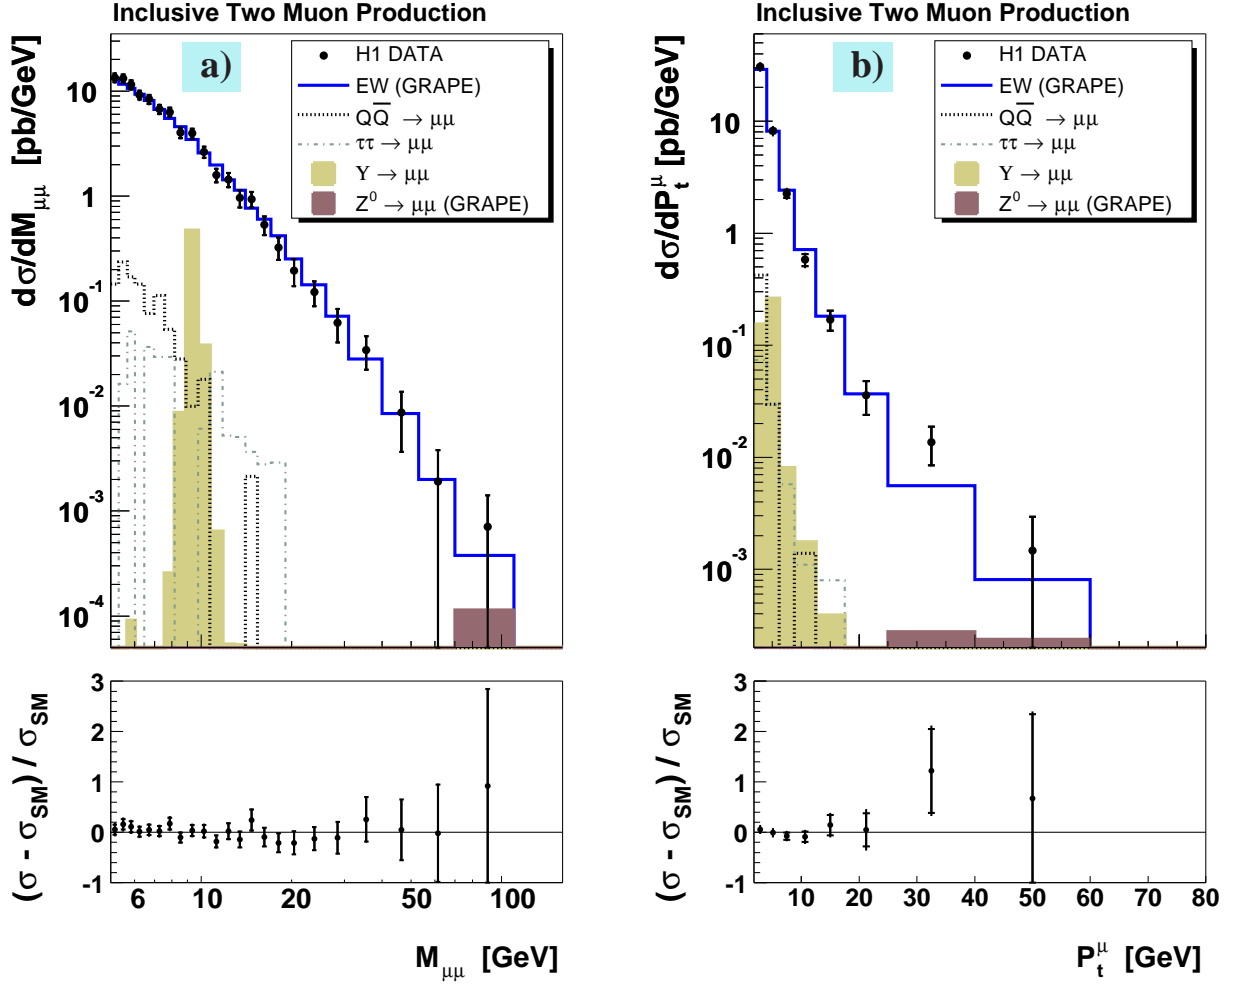 Inclusive Two Muon Production
a)
dσ/dM μμ [pb/GeV]
H1 DATA
EW (GRAPE)
QQ̅ → μμ
ττ → μμ
Υ → μμ
Z⁰ → μμ (GRAPE)
10
1
10⁻¹
10⁻²
10⁻³
10⁻⁴
(σ - σSM) / σSM
3
2
1
0
-1
6 10 20 50 100
M μμ [GeV]
Inclusive Two Muon Production
b)
dσ/dPtμ [pb/GeV]
H1 DATA
EW (GRAPE)
QQ̅ → μμ
ττ → μμ
Υ → μμ
Z⁰ → μμ (GRAPE)
10
1
10⁻¹
10⁻²
10⁻³
(σ - σSM) / σSM
3
2
1
0
-1
10 20 30 40 50 60 70 80
Ptμ [GeV]